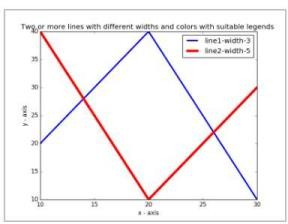 Two or more lines with different widths and colors with suitable legends
line1-width-3
line2-width-5
y - axis
40
35
30
25
20
15
10
10
15
20
25
30
x - axis